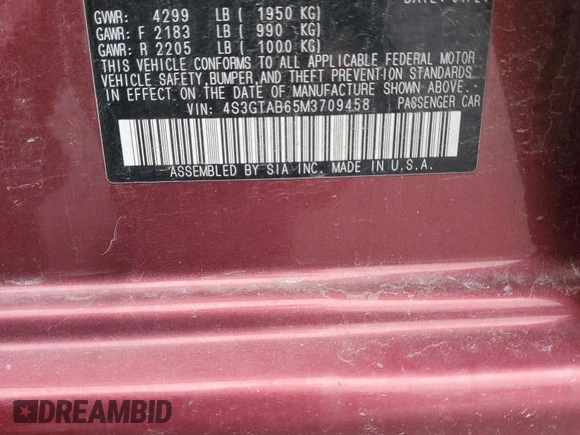 GVWR: 4299 LB ( 1950 KG)
GAWR: F 2183 LB ( 990 KG)
GAWR: R 2205 LB ( 1000 KG)
THIS VEHICLE CONFORMS TO ALL APPLICABLE FEDERAL MOTOR
VEHICLE SAFETY, BUMPER, AND THEFT PREVENTION STANDARDS
IN EFFECT ON THE DATE OF MANUFACTURE SHOWN ABOVE.
VIN: 4S3GTAB65M3709458 PASSENGER CAR
ASSEMBLED BY SIA INC. MADE IN U.S.A.
DREAMBID